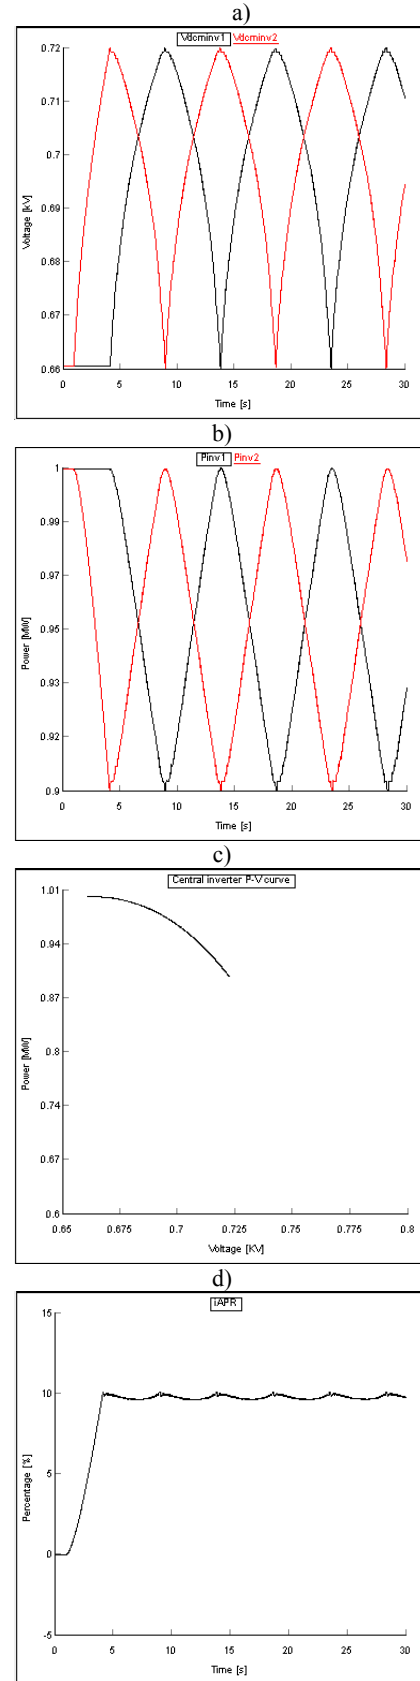 a)
Vdcminv1 Vdcminv2
0.72
0.71
0.7
0.69
0.68
0.67
0.66
Voltage [kV]
0 5 10 15 20 25 30
Time [s]
b)
Pinv1 Pinv2
1
0.99
0.97
0.95
0.93
0.92
0.9
Power [MW]
0 5 10 15 20 25 30
Time [s]
c)
Central inverter P-V curve
1.01
0.94
0.87
0.8
0.74
0.67
0.6
Power [MW]
0.65 0.675 0.7 0.725 0.75 0.775 0.8
Voltage [KV]
d)
iAPR
15
10
5
0
-5
Percentage [%]
0 5 10 15 20 25 30
Time [s]